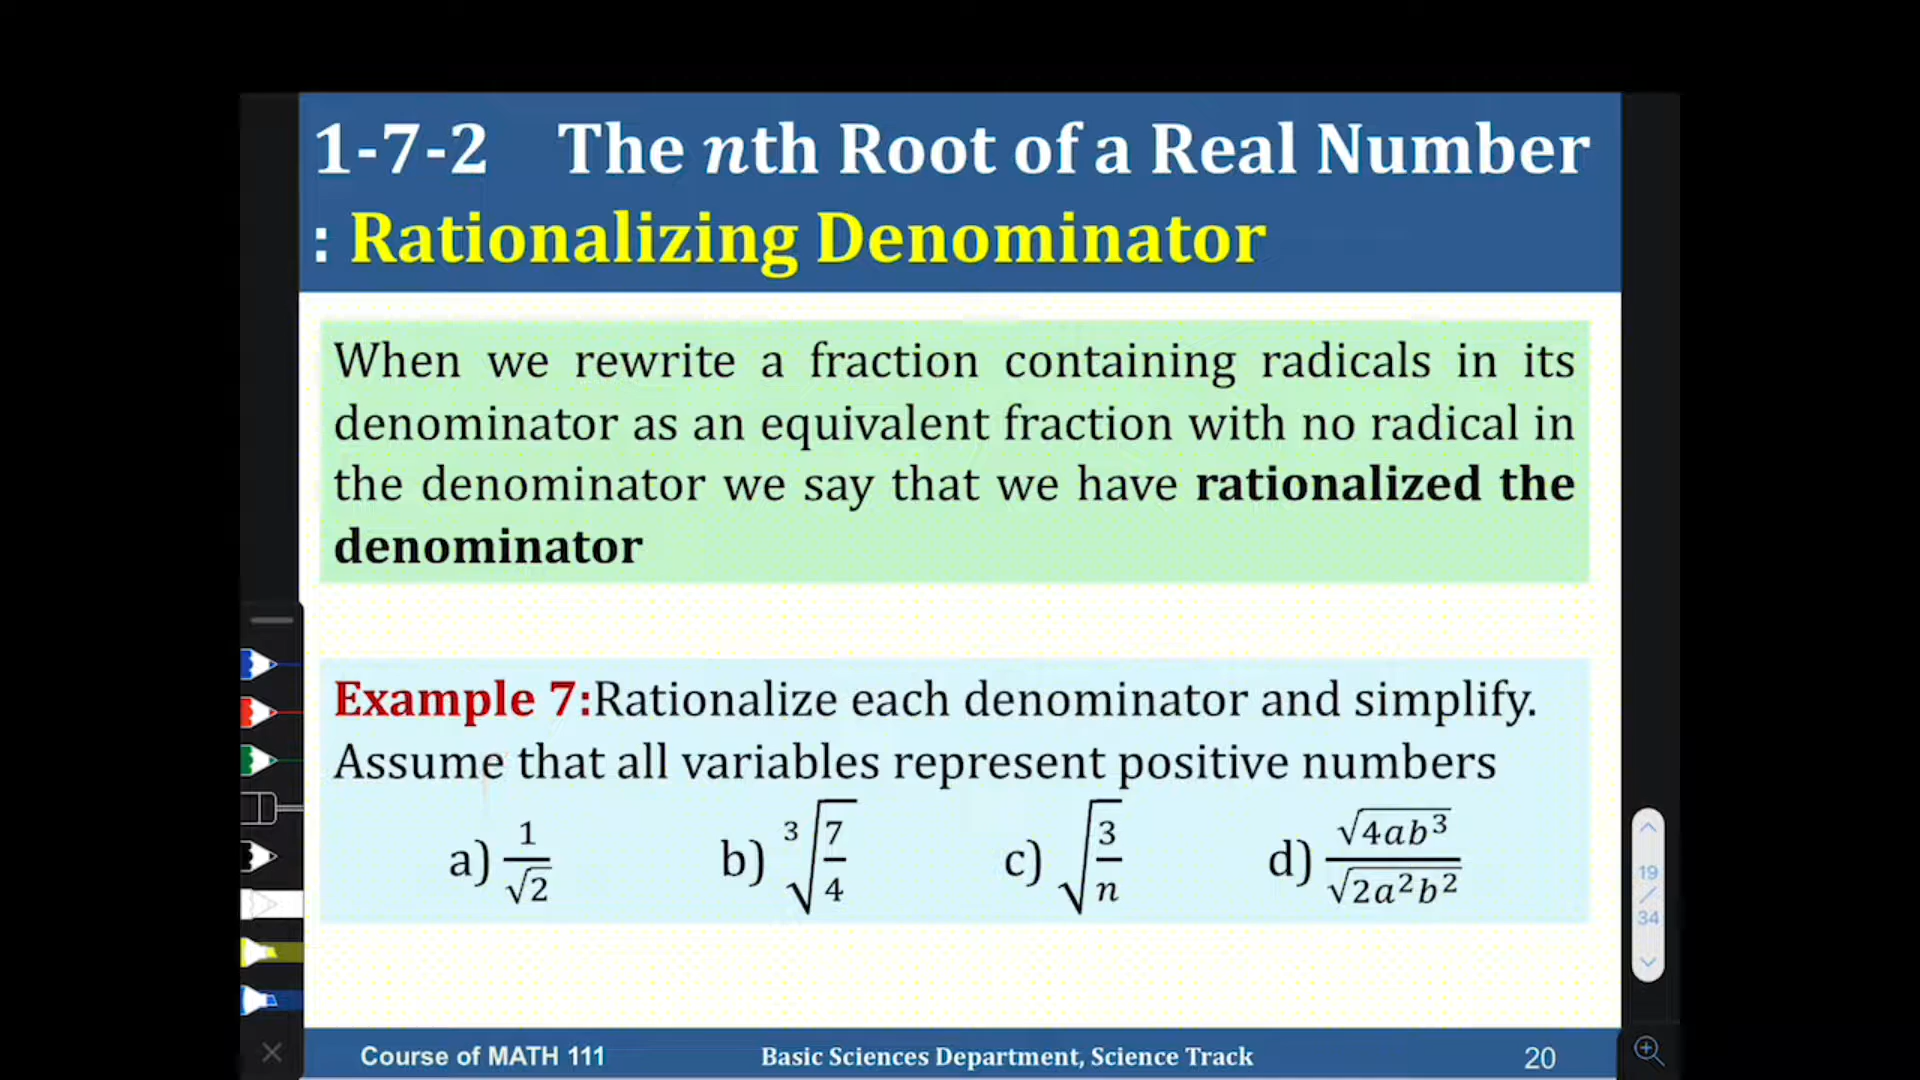 1-7-2 The nth Root of a Real Number
: Rationalizing Denominator
When we rewrite a fraction containing radicals in its
denominator as an equivalent fraction with no radical in
the denominator we say that we have rationalized the
denominator
Example 7:Rationalize each denominator and simplify.
Assume that all variables represent positive numbers
a) 1/√2 b) ³√(7/4) c) √(3/n) d) √(4ab³)/√(2a²b²)
19
/
34
Course of MATH 111 Basic Sciences Department, Science Track 20